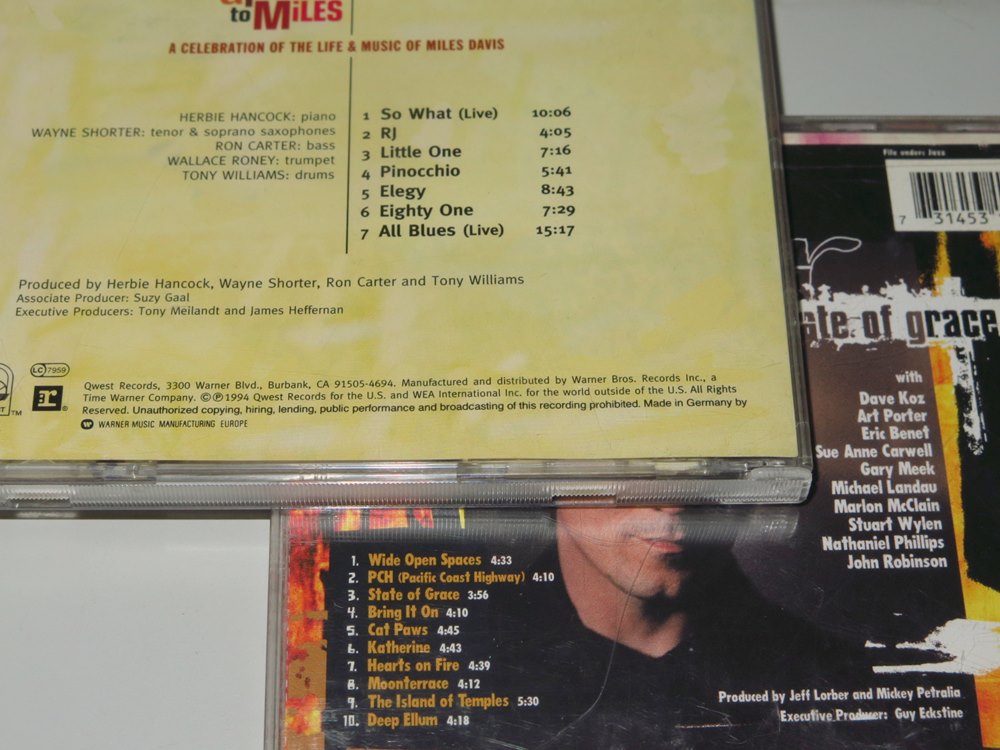 to MiLES
A CELEBRATION OF THE LIFE & MUSIC OF MILES DAVIS
HERBIE HANCOCK: piano
WAYNE SHORTER: tenor & soprano saxophones
RON CARTER: bass
WALLACE RONEY: trumpet
TONY WILLIAMS: drums
1 So What (Live) 10:06
2 RJ 4:05
3 Little One 7:16
4 Pinocchio 5:41
5 Elegy 8:43
6 Eighty One 7:29
7 All Blues (Live) 15:17
Produced by Herbie Hancock, Wayne Shorter, Ron Carter and Tony Williams
Associate Producer: Suzy Gaal
Executive Producers: Tony Meilandt and James Heffernan
LC 7959
TM
r®
Qwest Records, 3300 Warner Blvd., Burbank, CA 91505-4694. Manufactured and distributed by Warner Bros. Records Inc., a
Time Warner Company. ©℗1994 Qwest Records for the U.S. and WEA International Inc. for the world outside of the U.S. All Rights
Reserved. Unauthorized copying, hiring, lending, public performance and broadcasting of this recording prohibited. Made in Germany by
WARNER MUSIC MANUFACTURING EUROPE
File under: Jazz
7 31453
ate of grace
with
Dave Koz
Art Porter
Eric Benet
Sue Anne Carwell
Gary Meek
Michael Landau
Marlon McClain
Stuart Wylen
Nathaniel Phillips
John Robinson
1. Wide Open Spaces 4:33
2. PCH (Pacific Coast Highway) 4:10
3. State of Grace 3:56
4. Bring It On 4:10
5. Cat Paws 4:45
6. Katherine 4:43
7. Hearts on Fire 4:39
8. Moonterrace 4:12
9. The Island of Temples 5:30
10. Deep Ellum 4:18
Produced by Jeff Lorber and Mickey Petralia
Executive Producer: Guy Eckstine